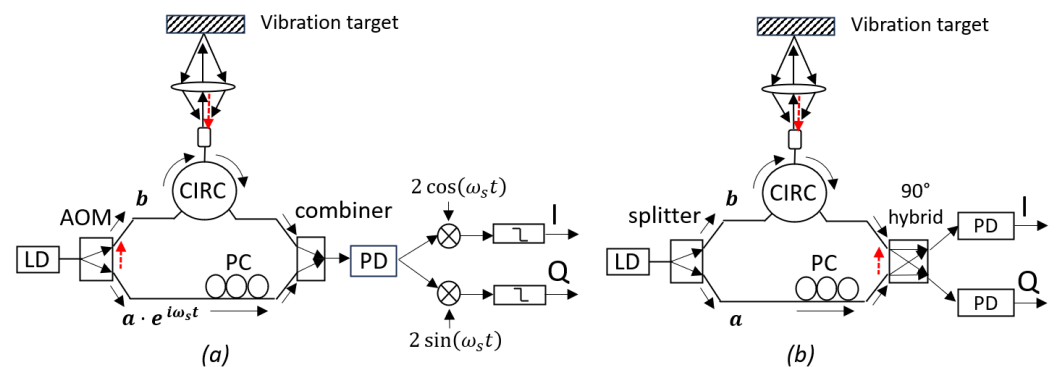 Vibration target
CIRC
b
AOM
LD
combiner
PC
a · e^{iω_s t}
PD
2 cos(ω_s t)
I
Q
2 sin(ω_s t)
(a)
Vibration target
CIRC
b
splitter
LD
90°
hybrid
PC
a
PD
I
Q
PD
(b)